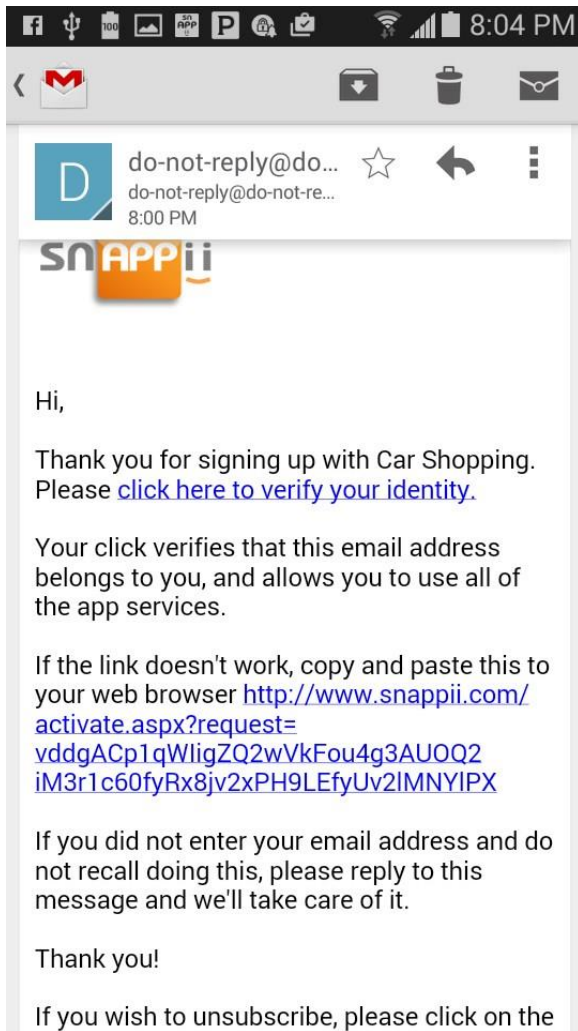 100
sn
APP
ii
P
8:04 PM
D
do-not-reply@do...
do-not-reply@do-not-re...
8:00 PM
snAPPii
Hi,
Thank you for signing up with Car Shopping.
Please click here to verify your identity.
Your click verifies that this email address
belongs to you, and allows you to use all of
the app services.
If the link doesn't work, copy and paste this to
your web browser http://www.snappii.com/
activate.aspx?request=
vddgACp1qWligZQ2wVkFou4g3AUOQ2
iM3r1c60fyRx8jv2xPH9LEfyUv2lMNYlPX
If you did not enter your email address and do
not recall doing this, please reply to this
message and we'll take care of it.
Thank you!
If you wish to unsubscribe, please click on the